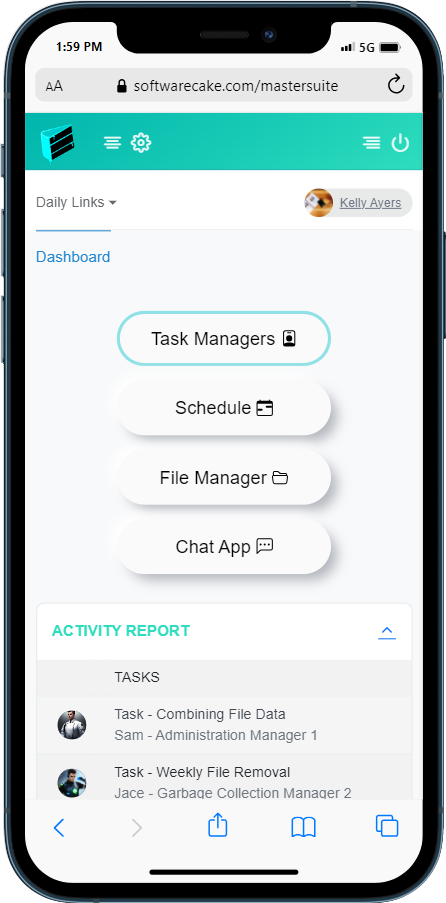 1:59 PM
5G
AA
softwarecake.com/mastersuite
Daily Links
Kelly Ayers
Dashboard
Task Managers
Schedule
File Manager
Chat App
ACTIVITY REPORT
TASKS
Task - Combining File Data
Sam - Administration Manager 1
Task - Weekly File Removal
Jace - Garbage Collection Manager 2